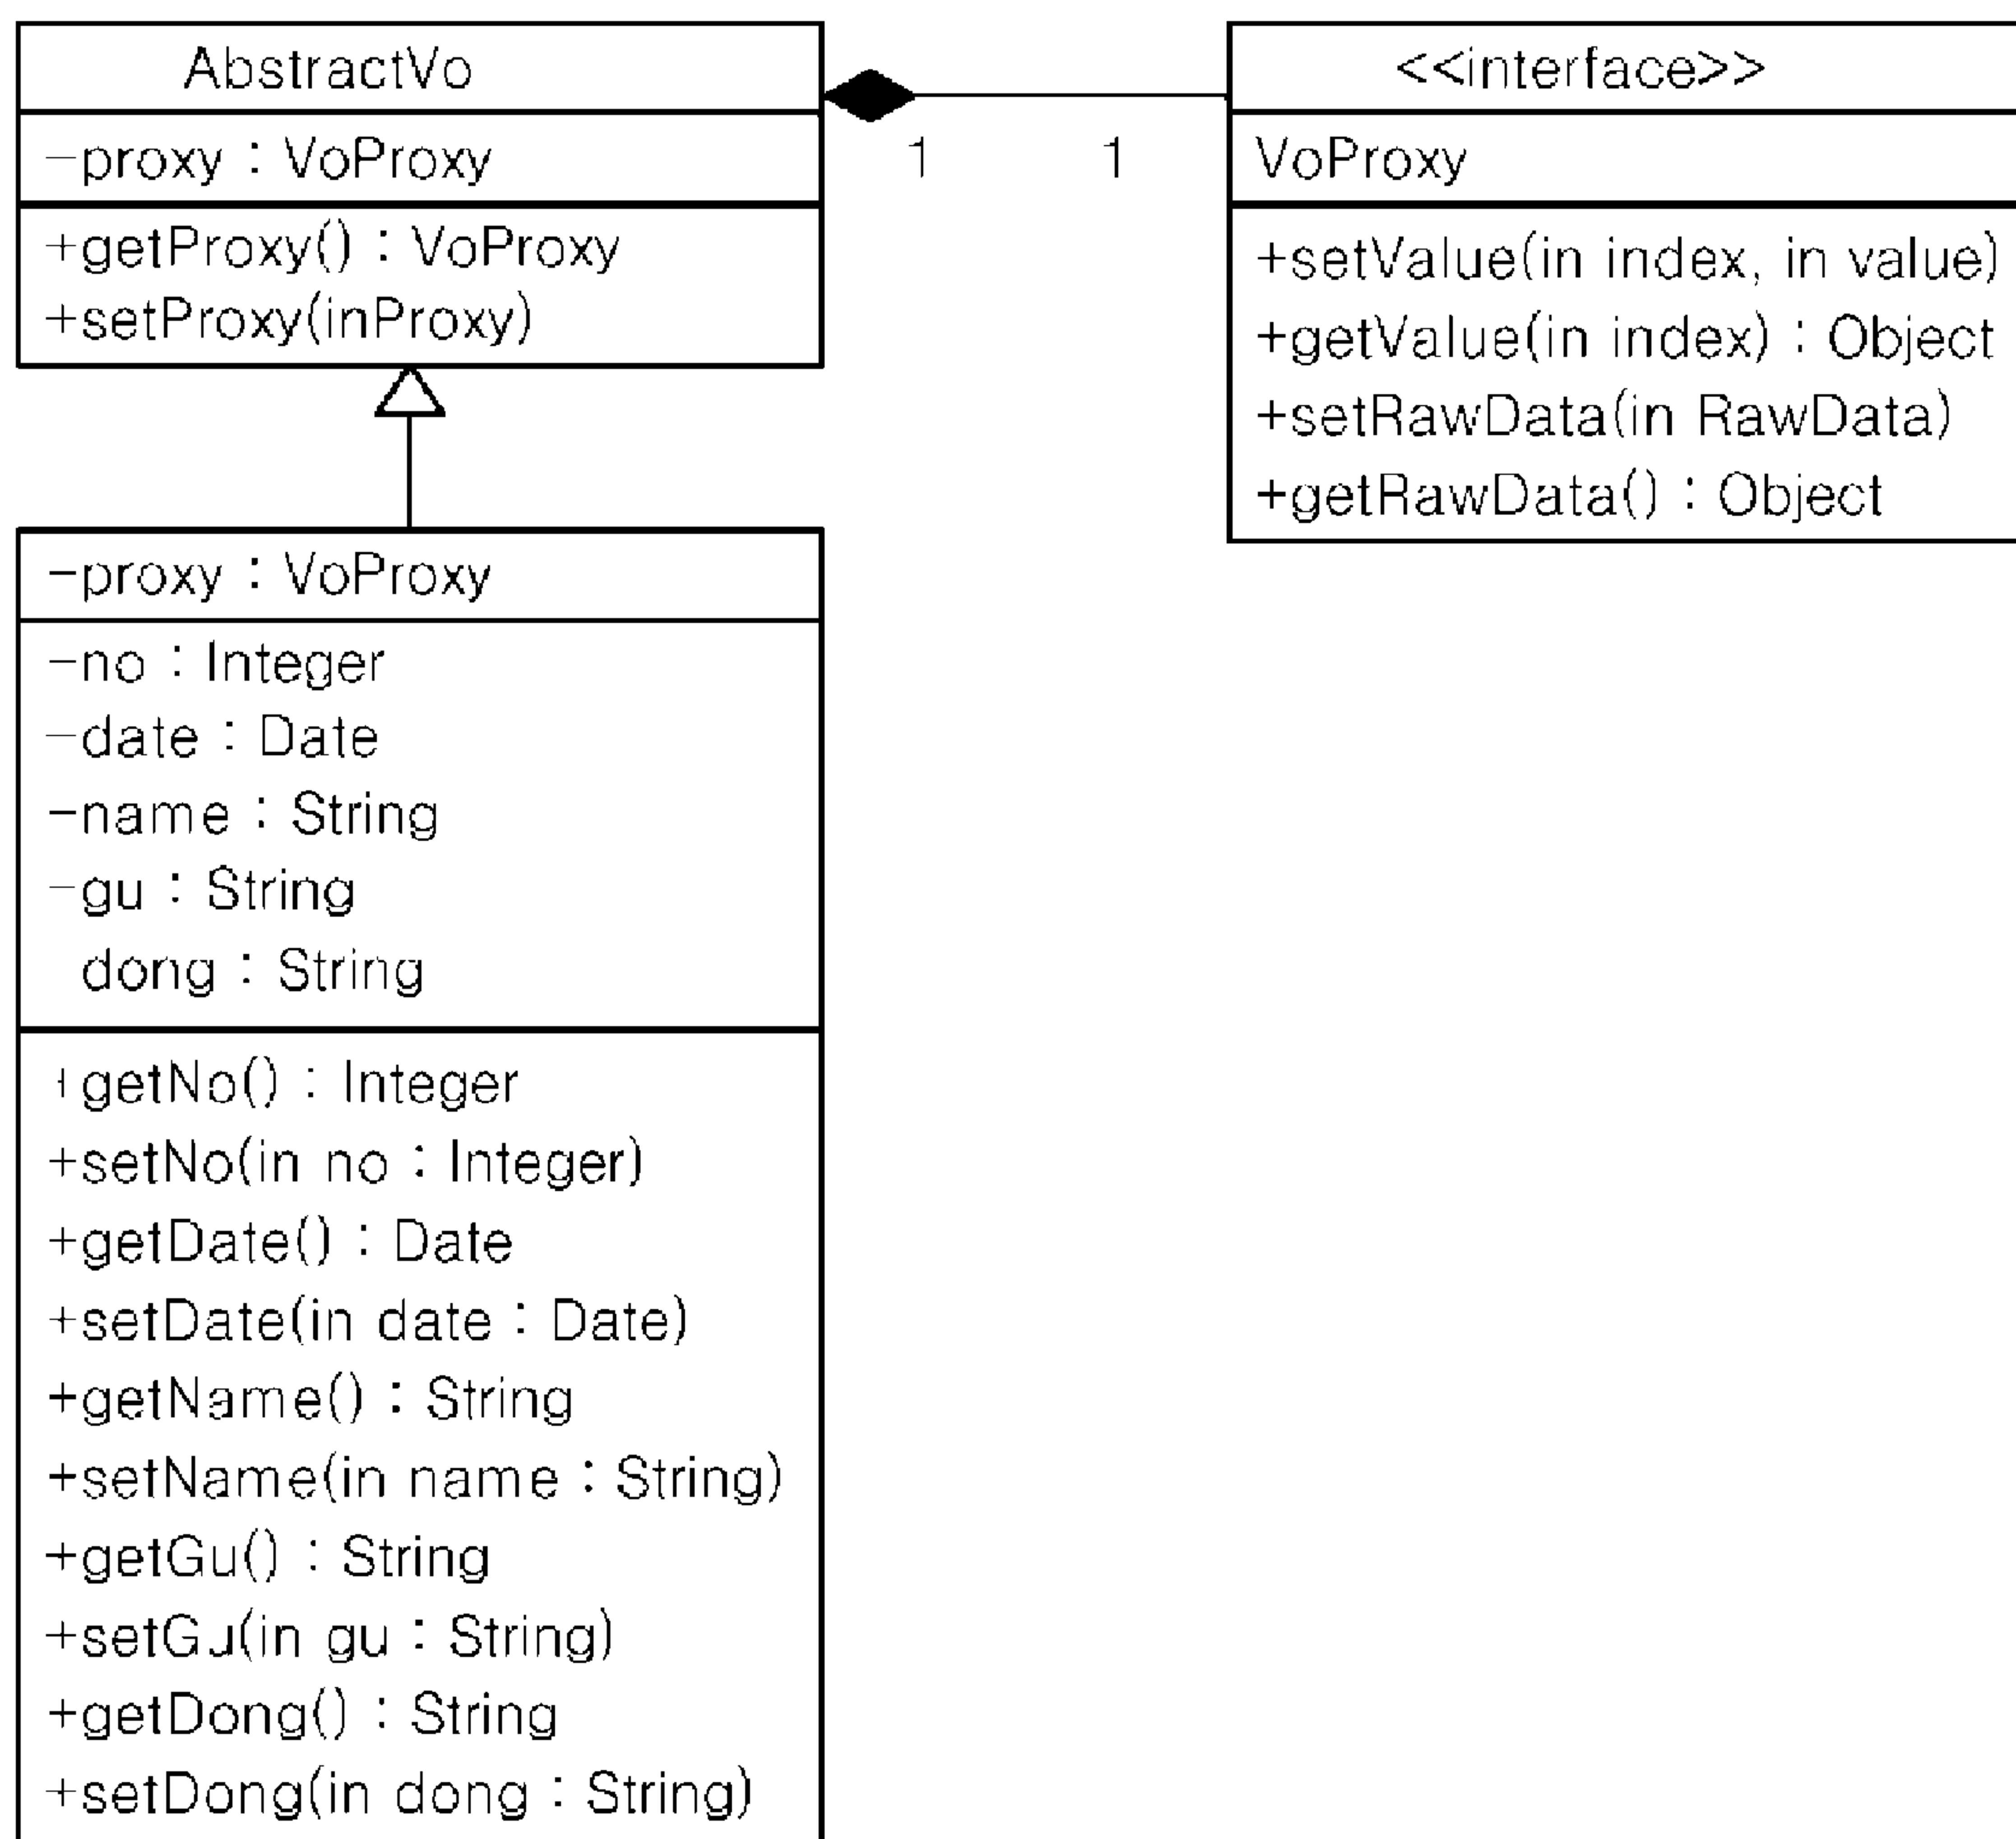 AbstractVo
-proxy : VoProxy
+getProxy() : VoProxy
+setProxy(inProxy)
1 1
<<interface>>
VoProxy
+setValue(in index, in value)
+getValue(in index) : Object
+setRawData(in RawData)
+getRawData() : Object
-proxy : VoProxy
-no : Integer
-date : Date
-name : String
-gu : String
dong : String
+getNo() : Integer
+setNo(in no : Integer)
+getDate() : Date
+setDate(in date : Date)
+getName() : String
+setName(in name : String)
+getGu() : String
+setGu(in gu : String)
+getDong() : String
+setDong(in dong : String)